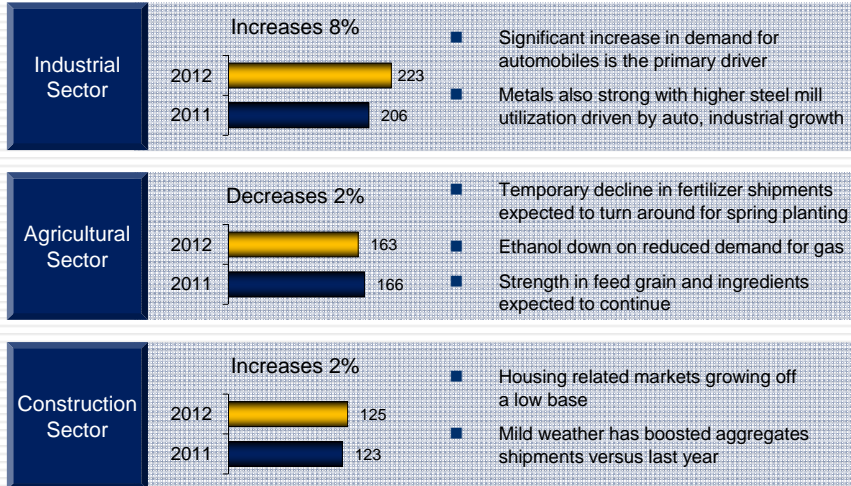 Industrial
Sector
Increases 8%
2012
223
2011
206
Significant increase in demand for
automobiles is the primary driver
Metals also strong with higher steel mill
utilization driven by auto, industrial growth
Agricultural
Sector
Decreases 2%
2012
163
2011
166
Temporary decline in fertilizer shipments
expected to turn around for spring planting
Ethanol down on reduced demand for gas
Strength in feed grain and ingredients
expected to continue
Construction
Sector
Increases 2%
2012
125
2011
123
Housing related markets growing off
a low base
Mild weather has boosted aggregates
shipments versus last year